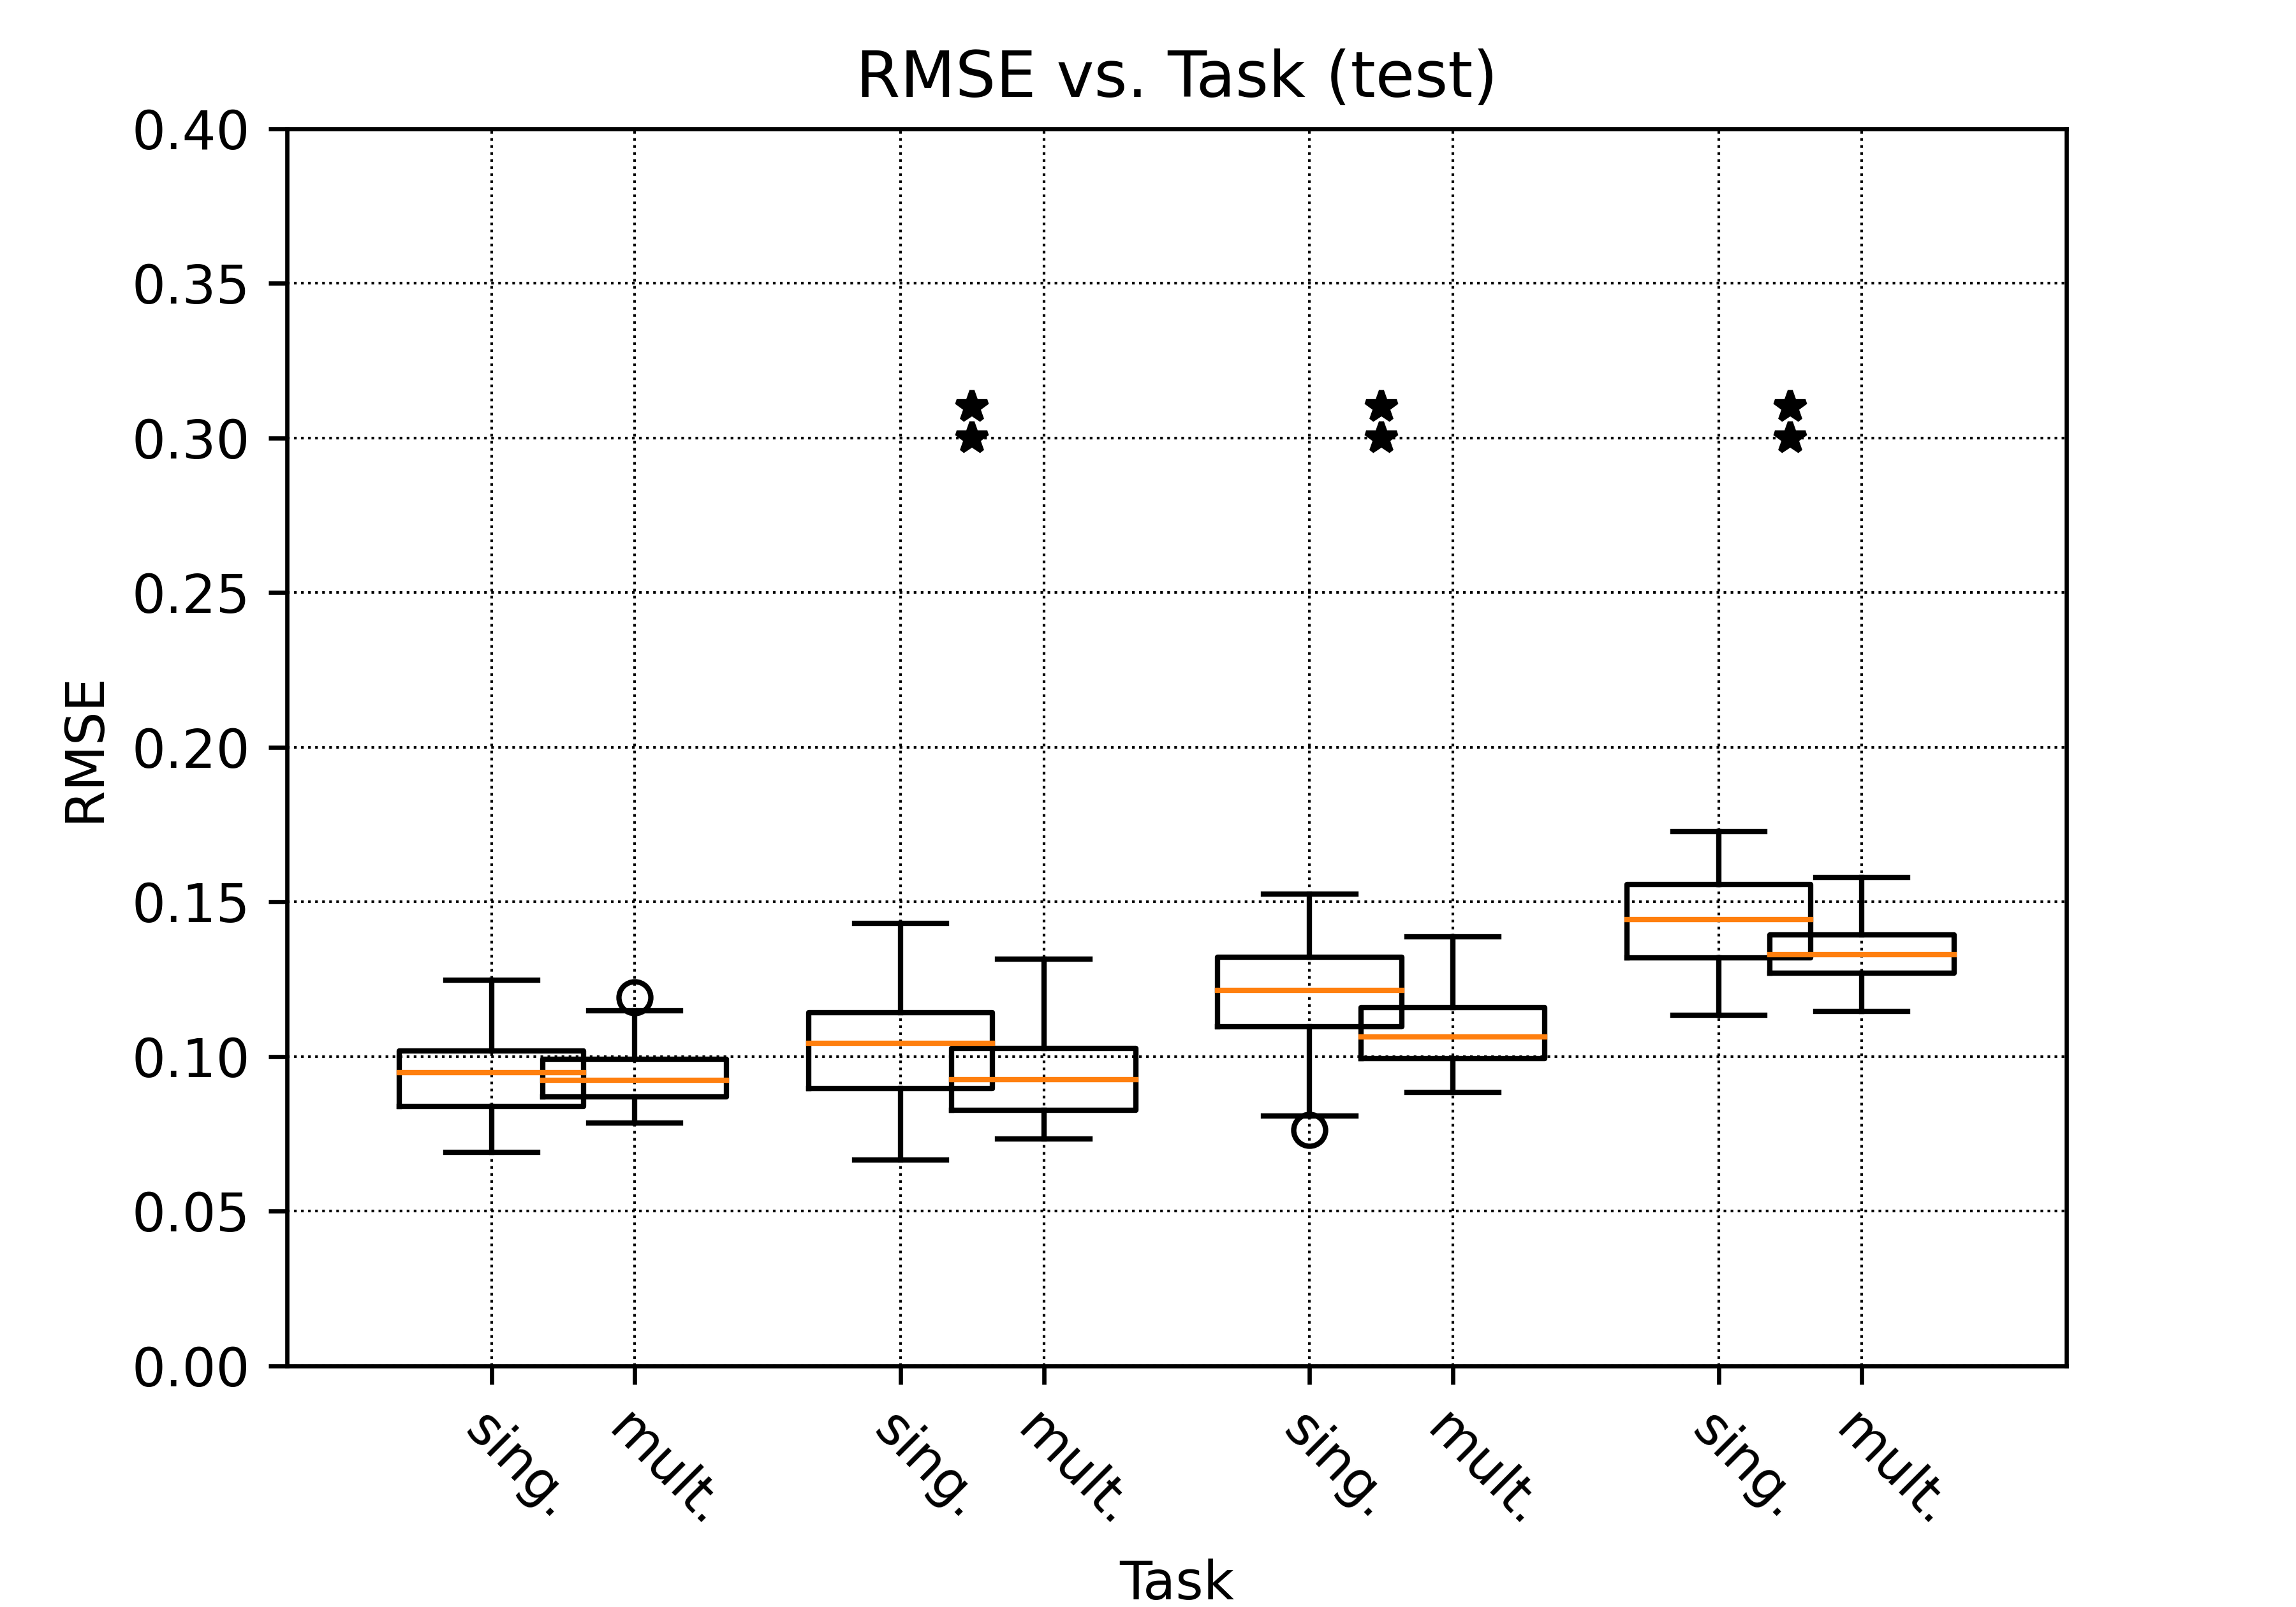 RMSE vs. Task (test)
0.40
0.35
0.30
0.25
0.20
0.15
0.10
0.05
0.00
RMSE
sing. mult. sing. mult. sing. mult. sing. mult.
Task